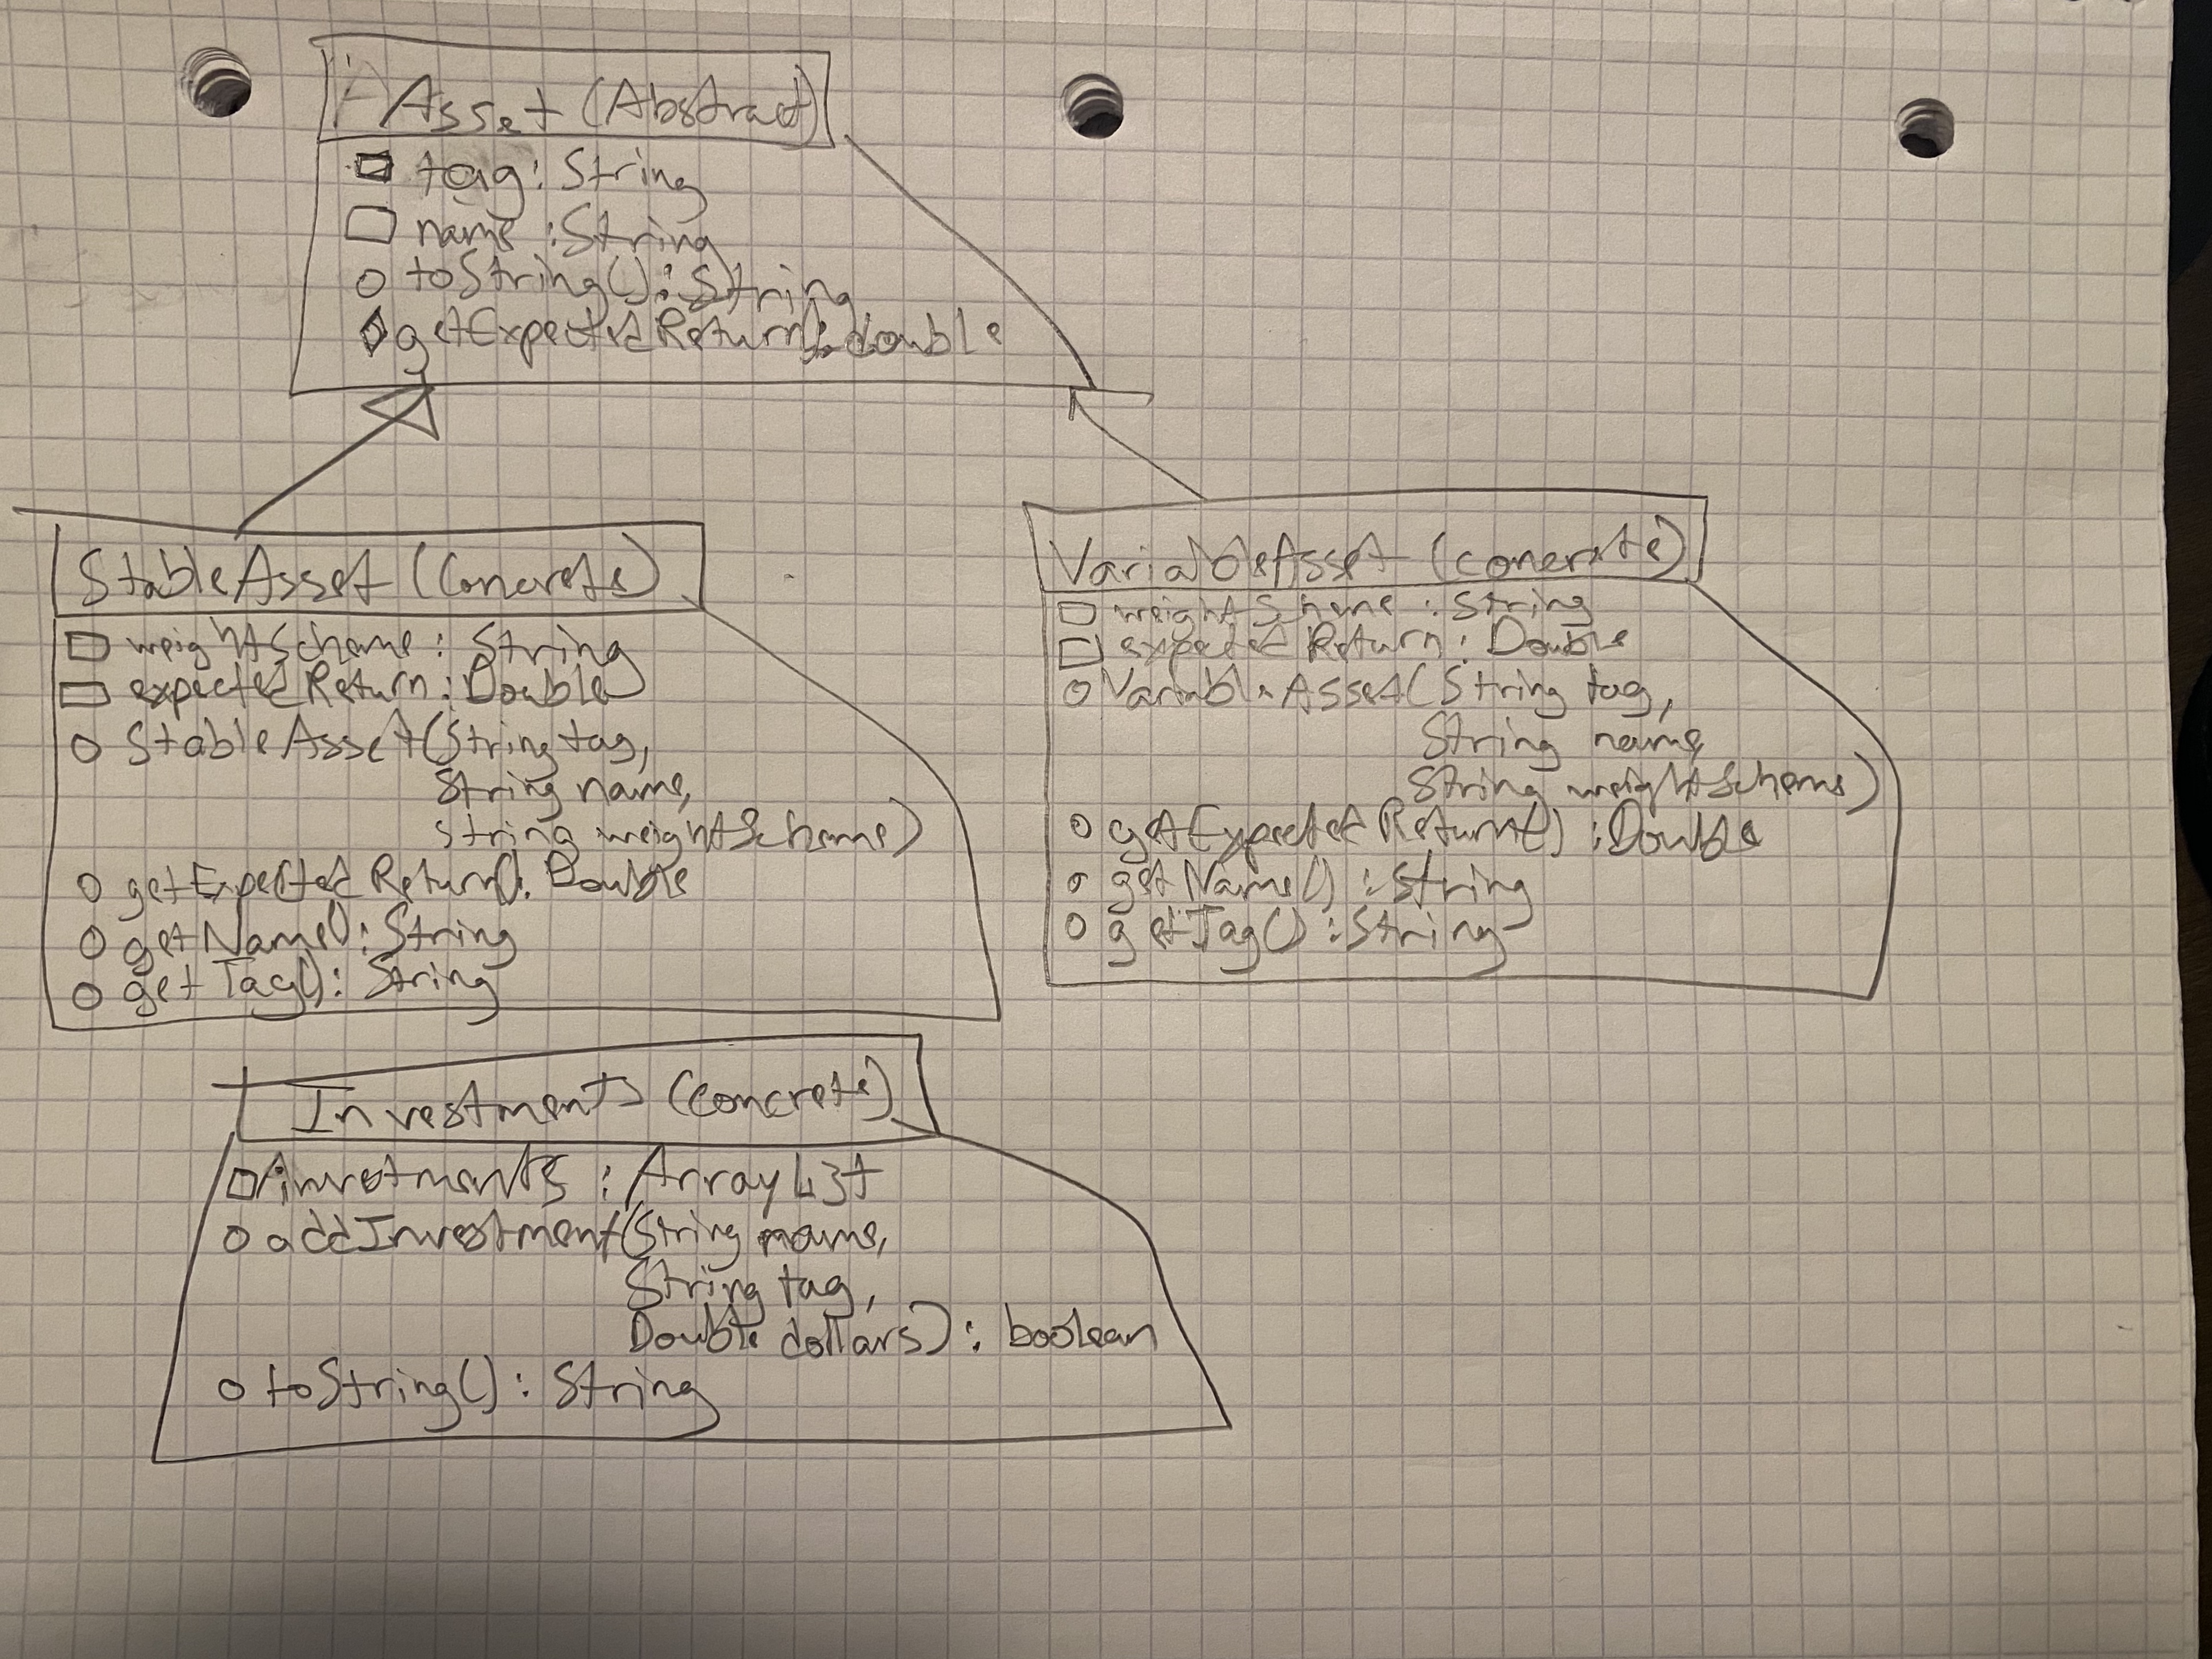 Asset (Abstract)
tag: String
name: String
toString(): String
getExpectedReturn(): double
StableAsset (Concrete)
weightScheme: String
expectedReturn: Double
StableAsset(String tag,
String name,
String weightScheme)
getExpectedReturn(): Double
getName(): String
getTag(): String
VariableAsset (concrete)
weightScheme: String
expectedReturn: Double
VariableAsset(String tag,
String name,
String weightScheme)
getExpectedReturn(): Double
getName(): String
getTag(): String
Investments (concrete)
investments: ArrayList
addInvestment(String name,
String tag,
Double dollars): boolean
toString(): String